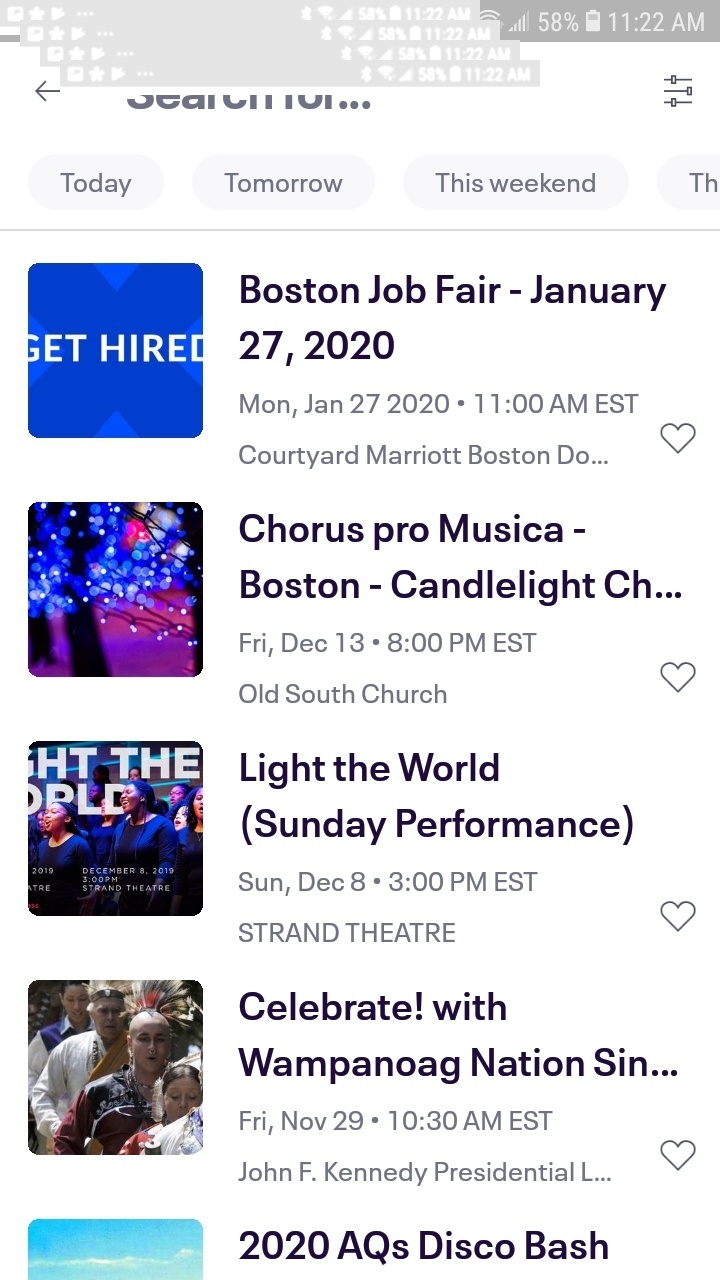 58% 11:22 AM
58% 11:22 AM
58% 11:22 AM
58% 11:22 AM
58% 11:22 AM
Search for...
Today Tomorrow This weekend Th
Boston Job Fair - January
27, 2020
GET HIRED
Mon, Jan 27 2020 • 11:00 AM EST
Courtyard Marriott Boston Do...
Chorus pro Musica -
Boston - Candlelight Ch...
Fri, Dec 13 • 8:00 PM EST
Old South Church
GHT THE
ORLD
2019 DECEMBER 8, 2019
3:00PM
ATRE STRAND THEATRE
Light the World
(Sunday Performance)
Sun, Dec 8 • 3:00 PM EST
STRAND THEATRE
Celebrate! with
Wampanoag Nation Sin...
Fri, Nov 29 • 10:30 AM EST
John F. Kennedy Presidential L...
2020 AQs Disco Bash